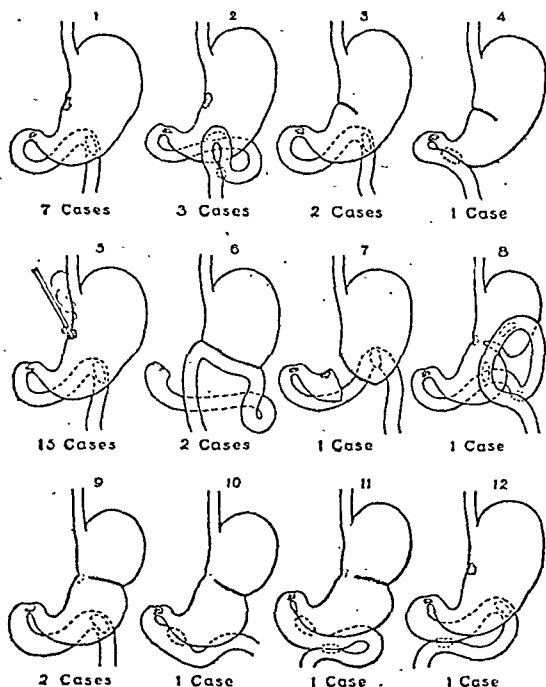 1 2 3 4
7 Cases 3 Cases 2 Cases 1 Case
5 6 7 8
15 Cases 2 Cases 1 Case 1 Case
9 10 11 12
2 Cases 1 Case 1 Case 1 Case